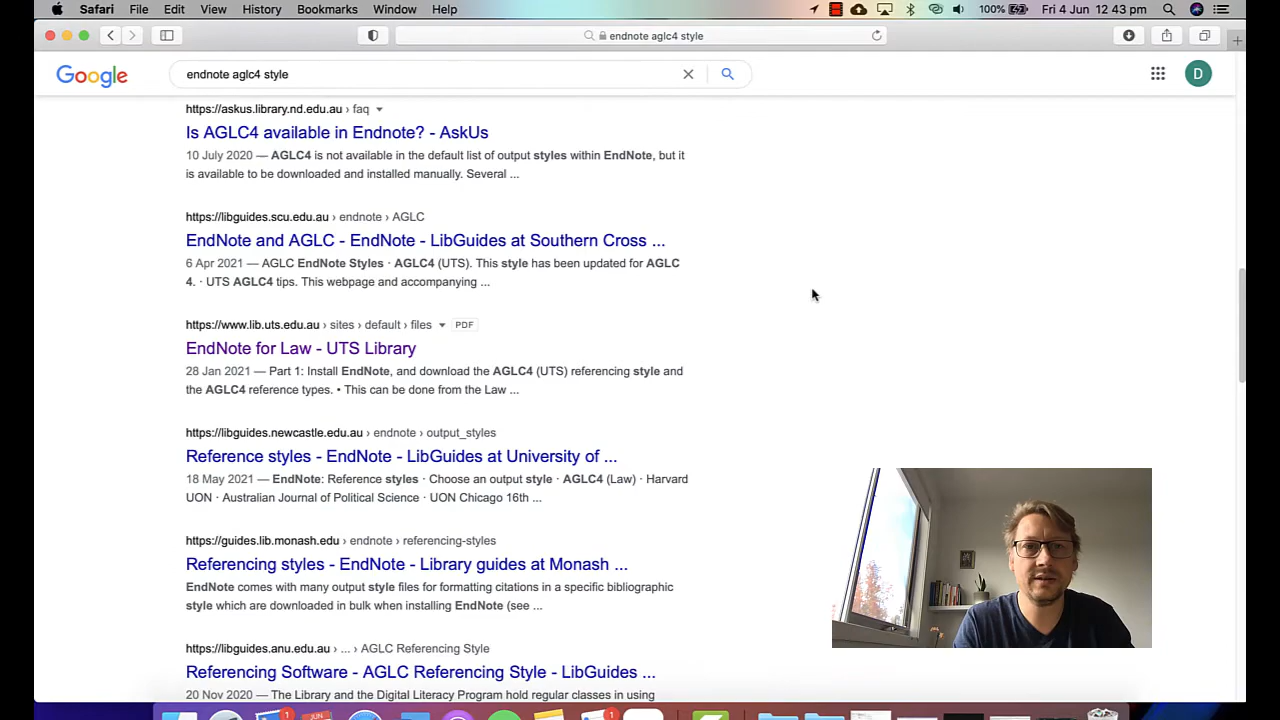 Safari File Edit View History Bookmarks Window Help 100% Fri 4 Jun 12 43 pm
endnote aglc4 style
Google endnote aglc4 style D
https://askus.library.nd.edu.au › faq
Is AGLC4 available in Endnote? - AskUs
10 July 2020 — AGLC4 is not available in the default list of output styles within EndNote, but it
is available to be downloaded and installed manually. Several ...
https://libguides.scu.edu.au › endnote › AGLC
EndNote and AGLC - EndNote - LibGuides at Southern Cross ...
6 Apr 2021 — AGLC EndNote Styles · AGLC4 (UTS). This style has been updated for AGLC
4. · UTS AGLC4 tips. This webpage and accompanying ...
https://www.lib.uts.edu.au › sites › default › files PDF
EndNote for Law - UTS Library
28 Jan 2021 — Part 1: Install EndNote, and download the AGLC4 (UTS) referencing style and
the AGLC4 reference types. • This can be done from the Law ...
https://libguides.newcastle.edu.au › endnote › output_styles
Reference styles - EndNote - LibGuides at University of ...
18 May 2021 — EndNote: Reference styles · Choose an output style · AGLC4 (Law) · Harvard
UON · Australian Journal of Political Science · UON Chicago 16th ...
https://guides.lib.monash.edu › endnote › referencing-styles
Referencing styles - EndNote - Library guides at Monash ...
EndNote comes with many output style files for formatting citations in a specific bibliographic
style which are downloaded in bulk when installing EndNote (see ...
https://libguides.anu.edu.au › ... › AGLC Referencing Style
Referencing Software - AGLC Referencing Style - LibGuides ...
20 Nov 2020 — The Library and the Digital Literacy Program hold regular classes in using
1 JUN 1